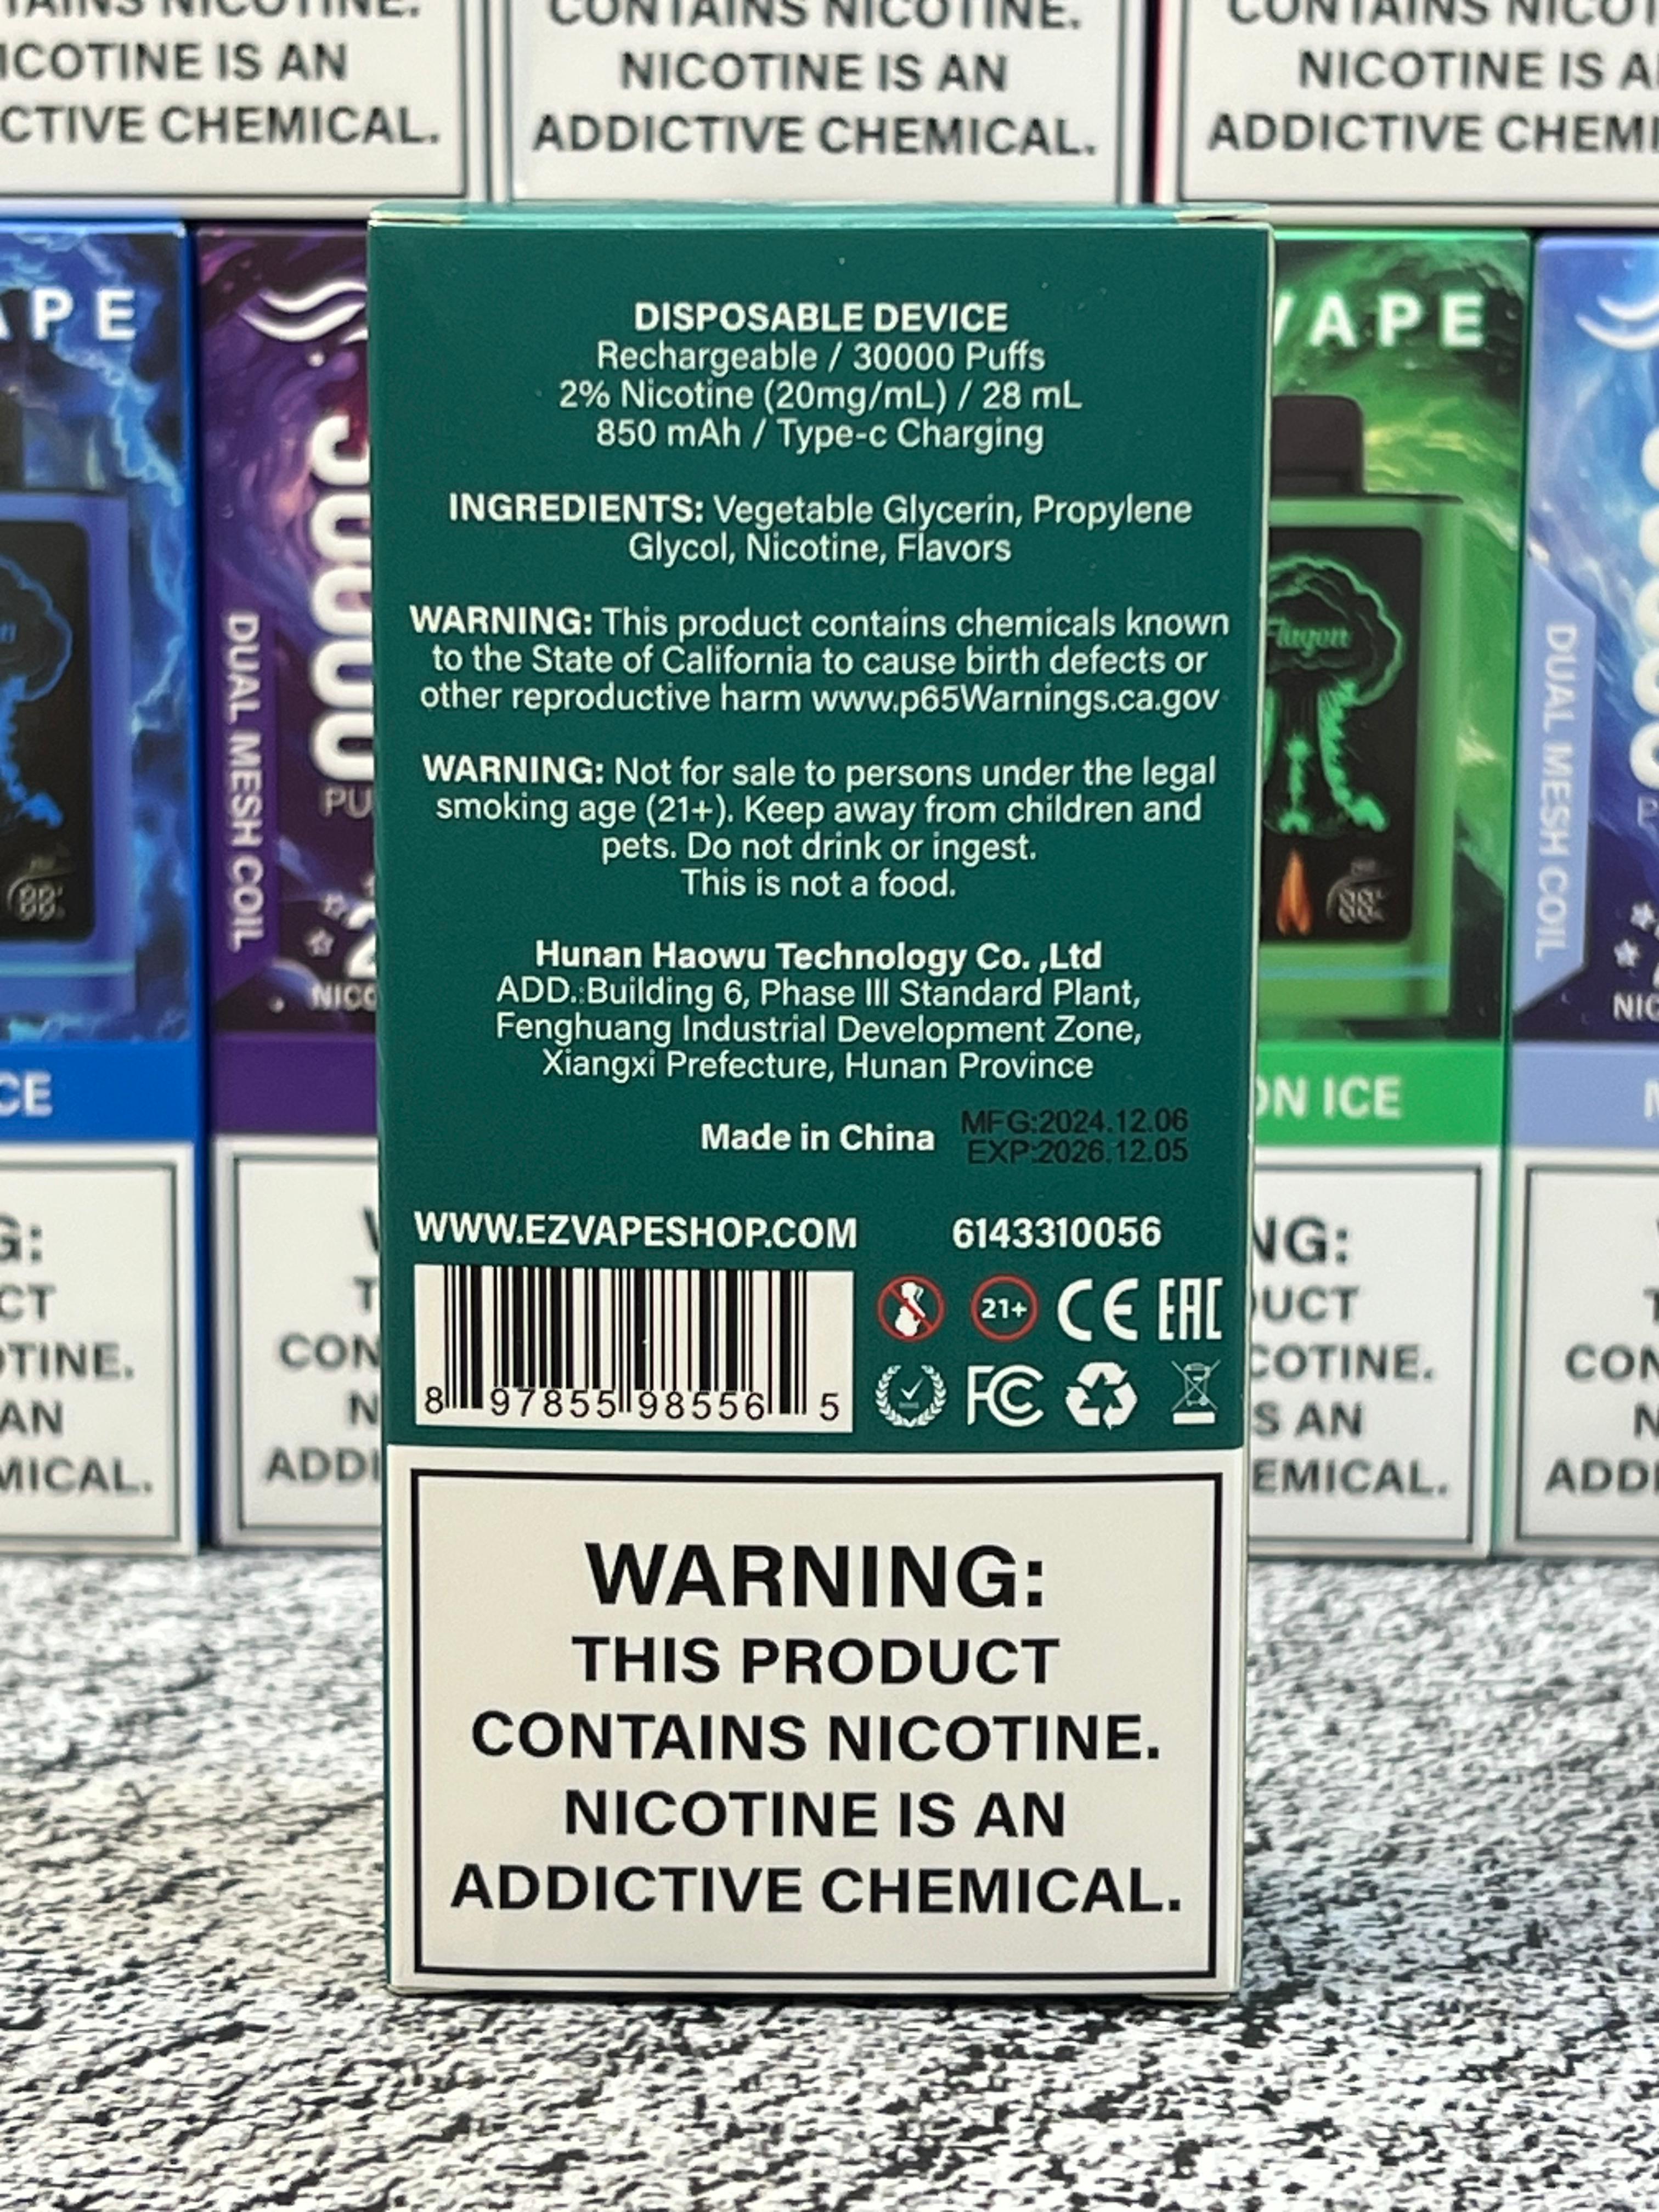 NICOTINE IS AN
ADDICTIVE CHEMICAL.
DISPOSABLE DEVICE
Rechargeable / 30000 Puffs
2% Nicotine (20mg/mL) / 28 mL
850 mAh / Type-c Charging
INGREDIENTS: Vegetable Glycerin, Propylene
Glycol, Nicotine, Flavors
WARNING: This product contains chemicals known
to the State of California to cause birth defects or
other reproductive harm www.p65Warnings.ca.gov
WARNING: Not for sale to persons under the legal
smoking age (21+). Keep away from children and
pets. Do not drink or ingest.
This is not a food.
Hunan Haowu Technology Co. ,Ltd
ADD.:Building 6, Phase III Standard Plant,
Fenghuang Industrial Development Zone,
Xiangxi Prefecture, Hunan Province
Made in China
MFG:2024.12.06
EXP:2026.12.05
WWW.EZVAPESHOP.COM 6143310056
8 97855 98556 5
21+ CE EAC
FC
WARNING:
THIS PRODUCT
CONTAINS NICOTINE.
NICOTINE IS AN
ADDICTIVE CHEMICAL.
DUAL MESH COIL
VAPE
Flagon
ICE
DUAL MESH COIL